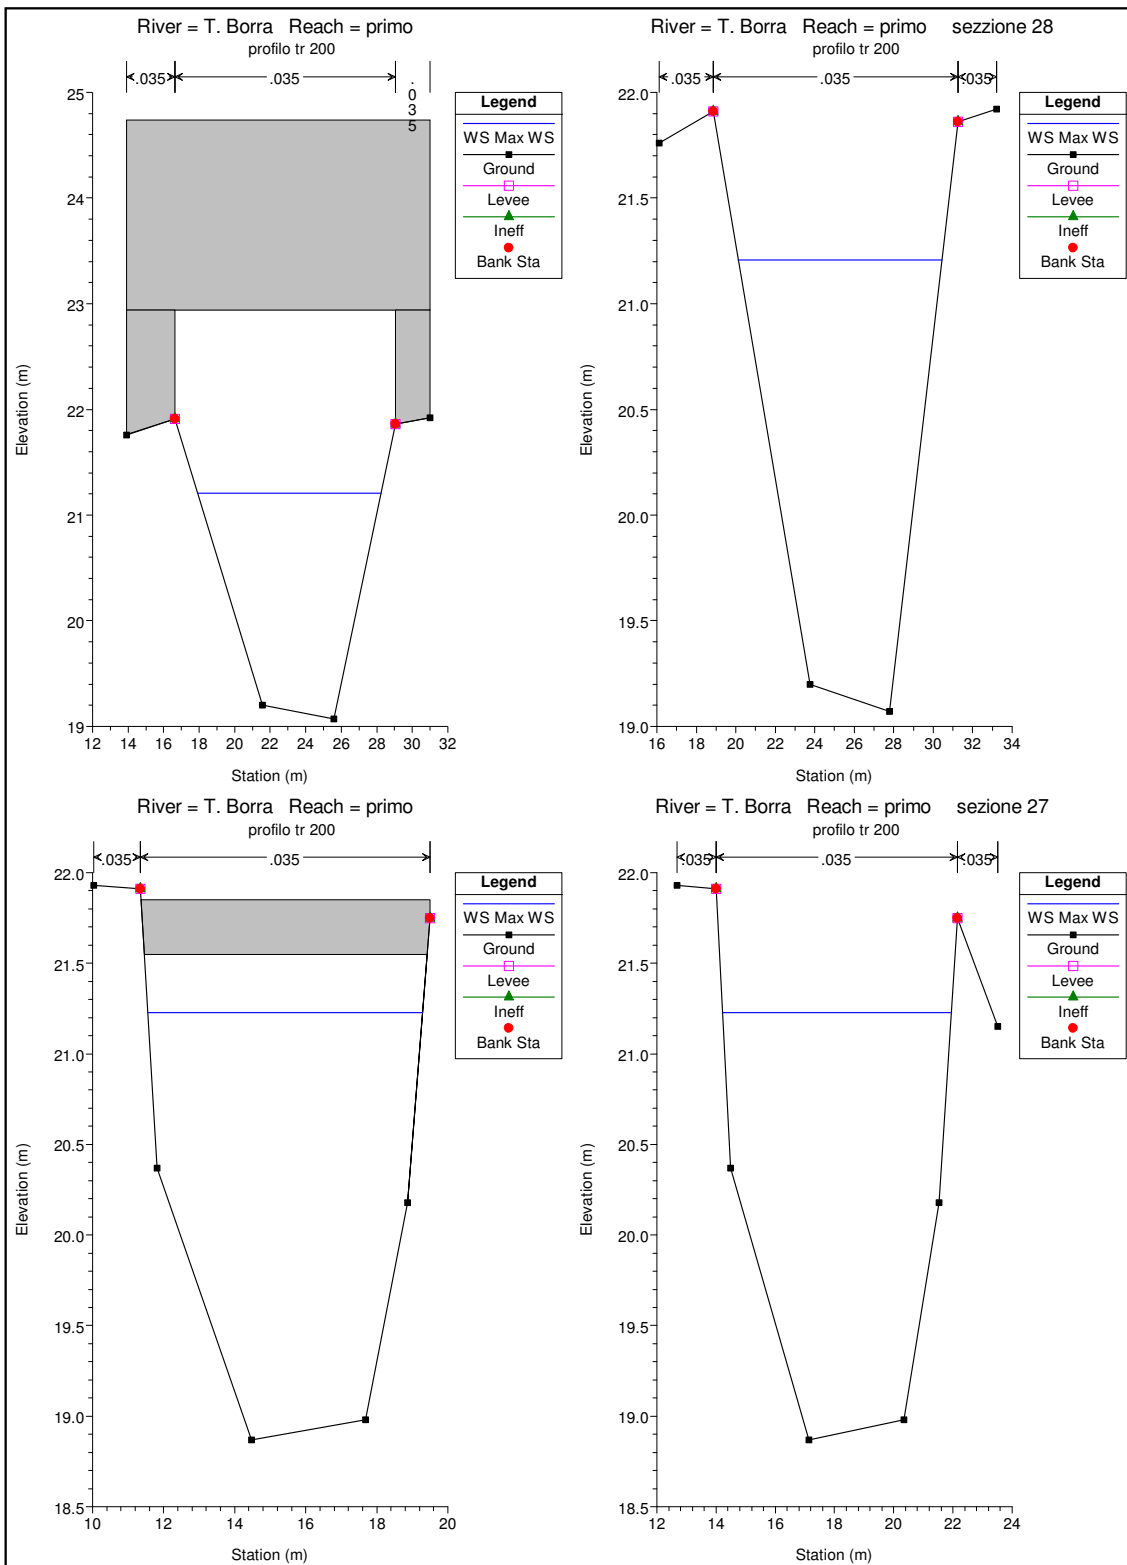 River = T. Borra   Reach = primo
profilo tr 200
.035
.035
.035
Legend
WS Max WS
Ground
Levee
Ineff
Bank Sta
Elevation (m)
25
24
23
22
21
20
19
12 14 16 18 20 22 24 26 28 30 32
Station (m)
River = T. Borra   Reach = primo   sezzione 28
profilo tr 200
.035
.035
.035
Legend
WS Max WS
Ground
Levee
Ineff
Bank Sta
Elevation (m)
22.0
21.5
21.0
20.5
20.0
19.5
19.0
16 18 20 22 24 26 28 30 32 34
Station (m)
River = T. Borra   Reach = primo
profilo tr 200
.035
.035
Legend
WS Max WS
Ground
Levee
Ineff
Bank Sta
Elevation (m)
22.0
21.5
21.0
20.5
20.0
19.5
19.0
18.5
10 12 14 16 18 20
Station (m)
River = T. Borra   Reach = primo   sezione 27
profilo tr 200
.035
.035
.035
Legend
WS Max WS
Ground
Levee
Ineff
Bank Sta
Elevation (m)
22.0
21.5
21.0
20.5
20.0
19.5
19.0
18.5
12 14 16 18 20 22 24
Station (m)